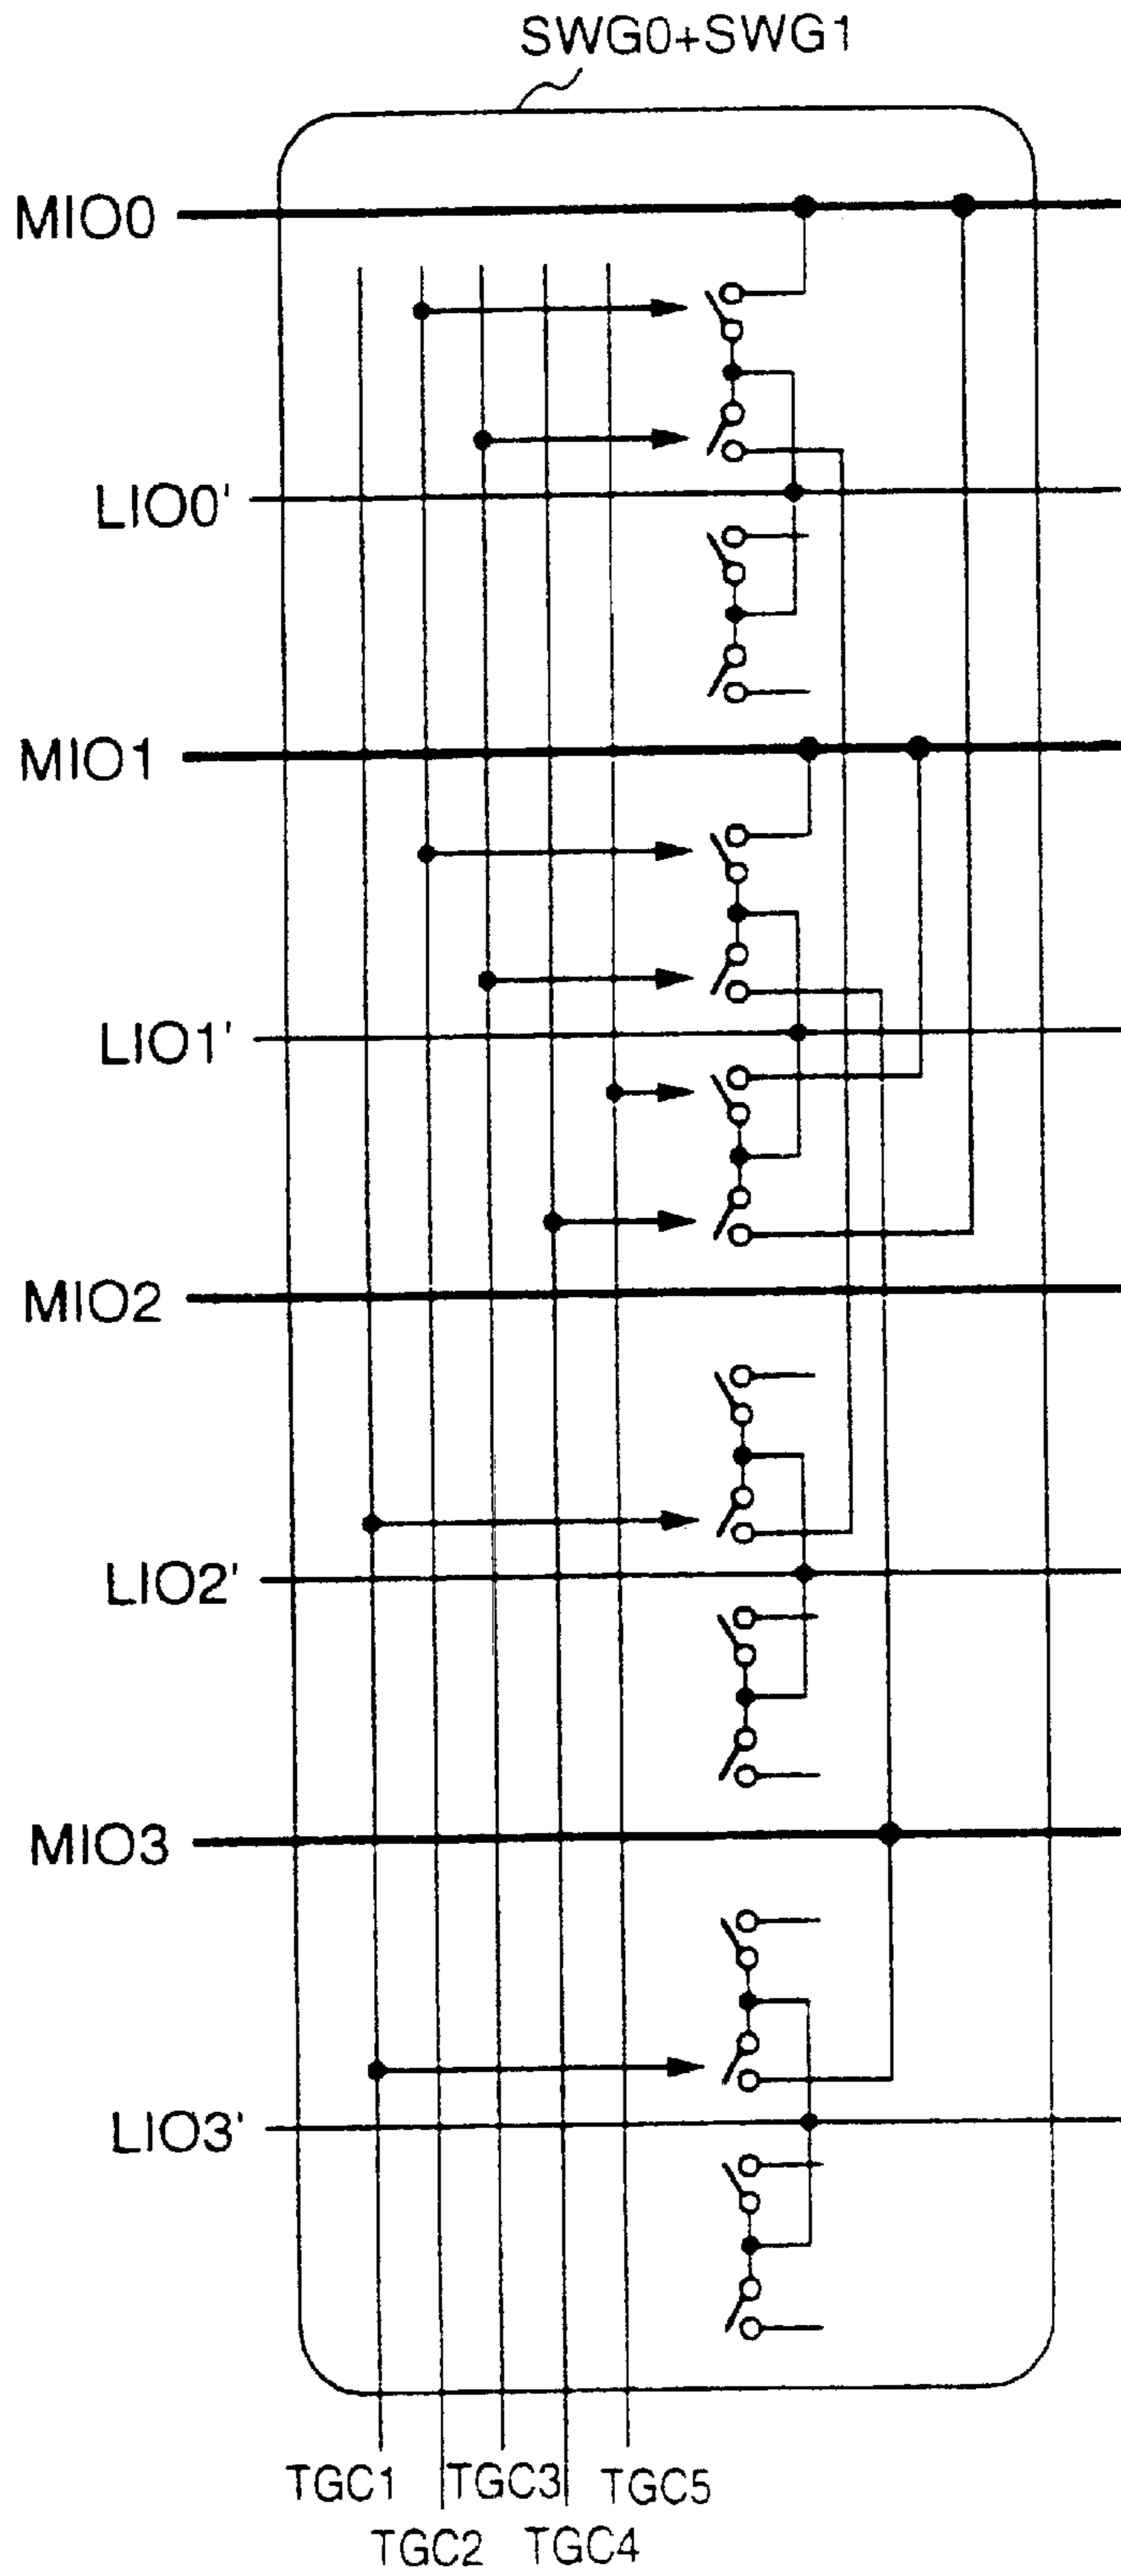 SWG0+SWG1
MIO0
LIO0'
MIO1
LIO1'
MIO2
LIO2'
MIO3
LIO3'
TGC1 TGC3 TGC5
TGC2 TGC4